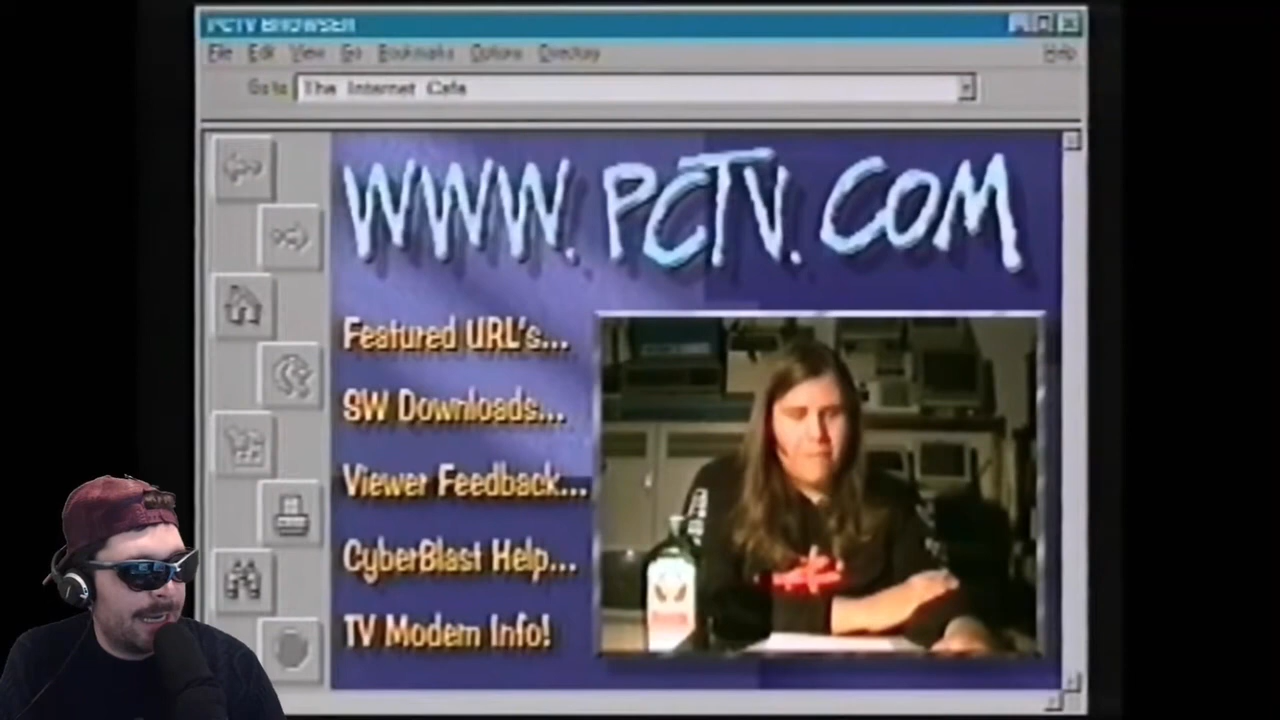 PCTV BROWSER
File Edit View Go Bookmarks Options Directory Help
Go to The Internet Cafe
WWW.PCTV.COM
Featured URL's...
SW Downloads...
Viewer Feedback...
CyberBlast Help...
TV Modem Info!